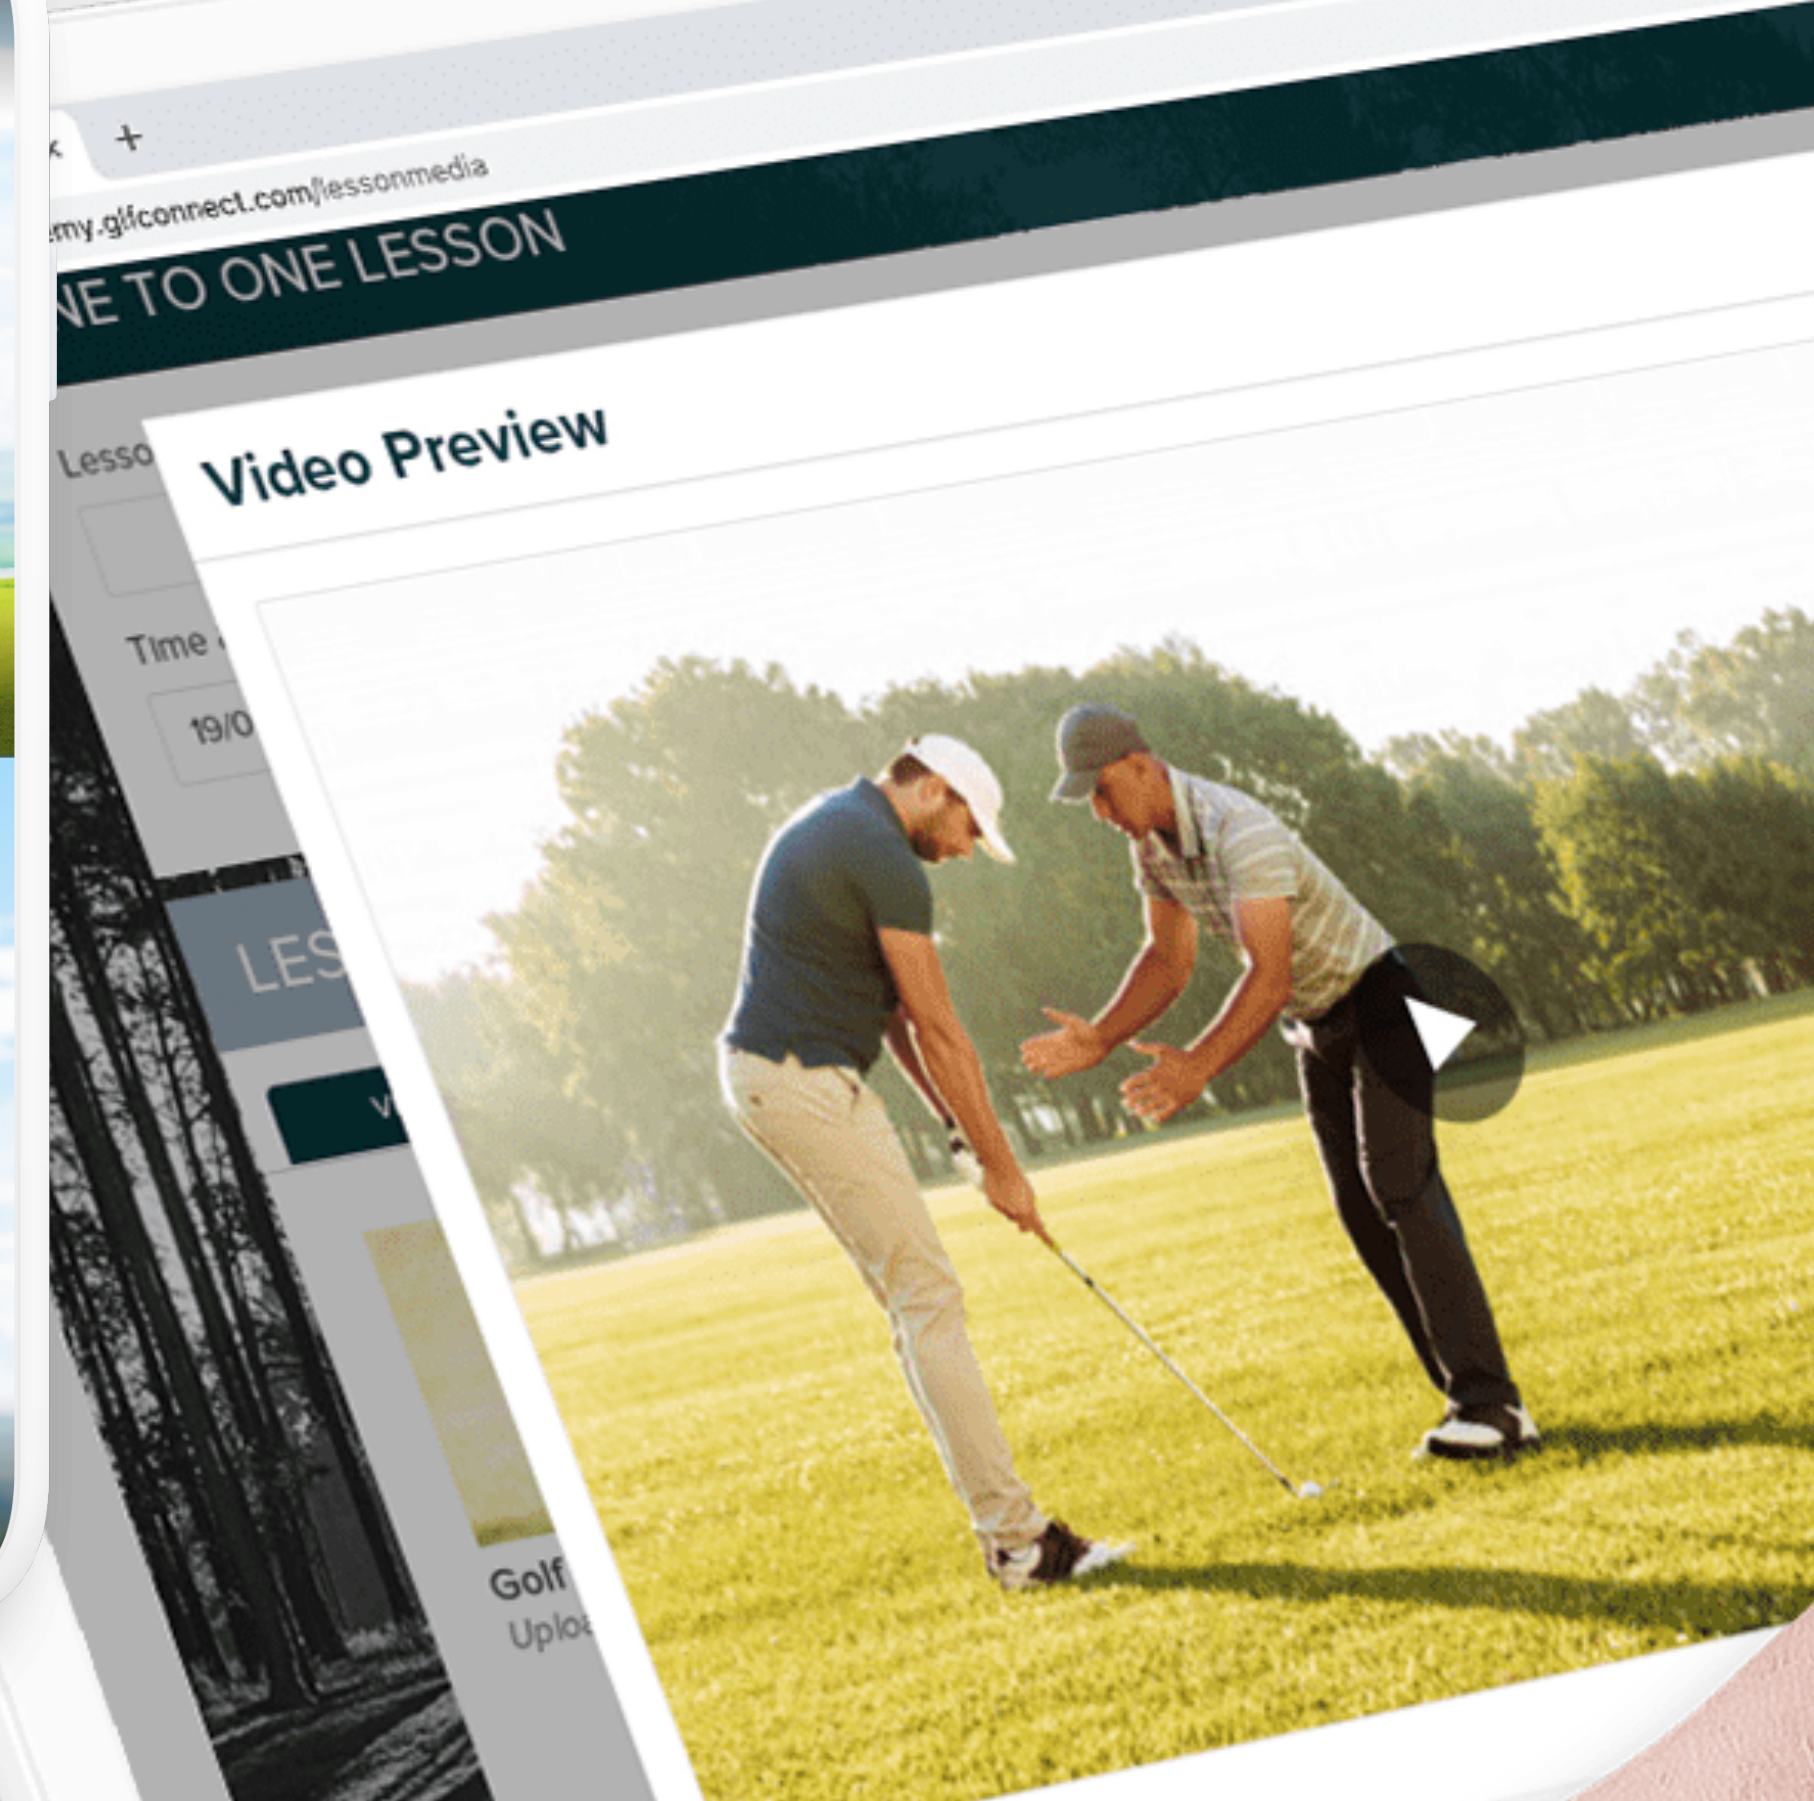 my.glfconnect.com/lessonmedia
NE TO ONE LESSON
Video Preview
Lesso
Time
19/0
LES
V
Golf
Uploa